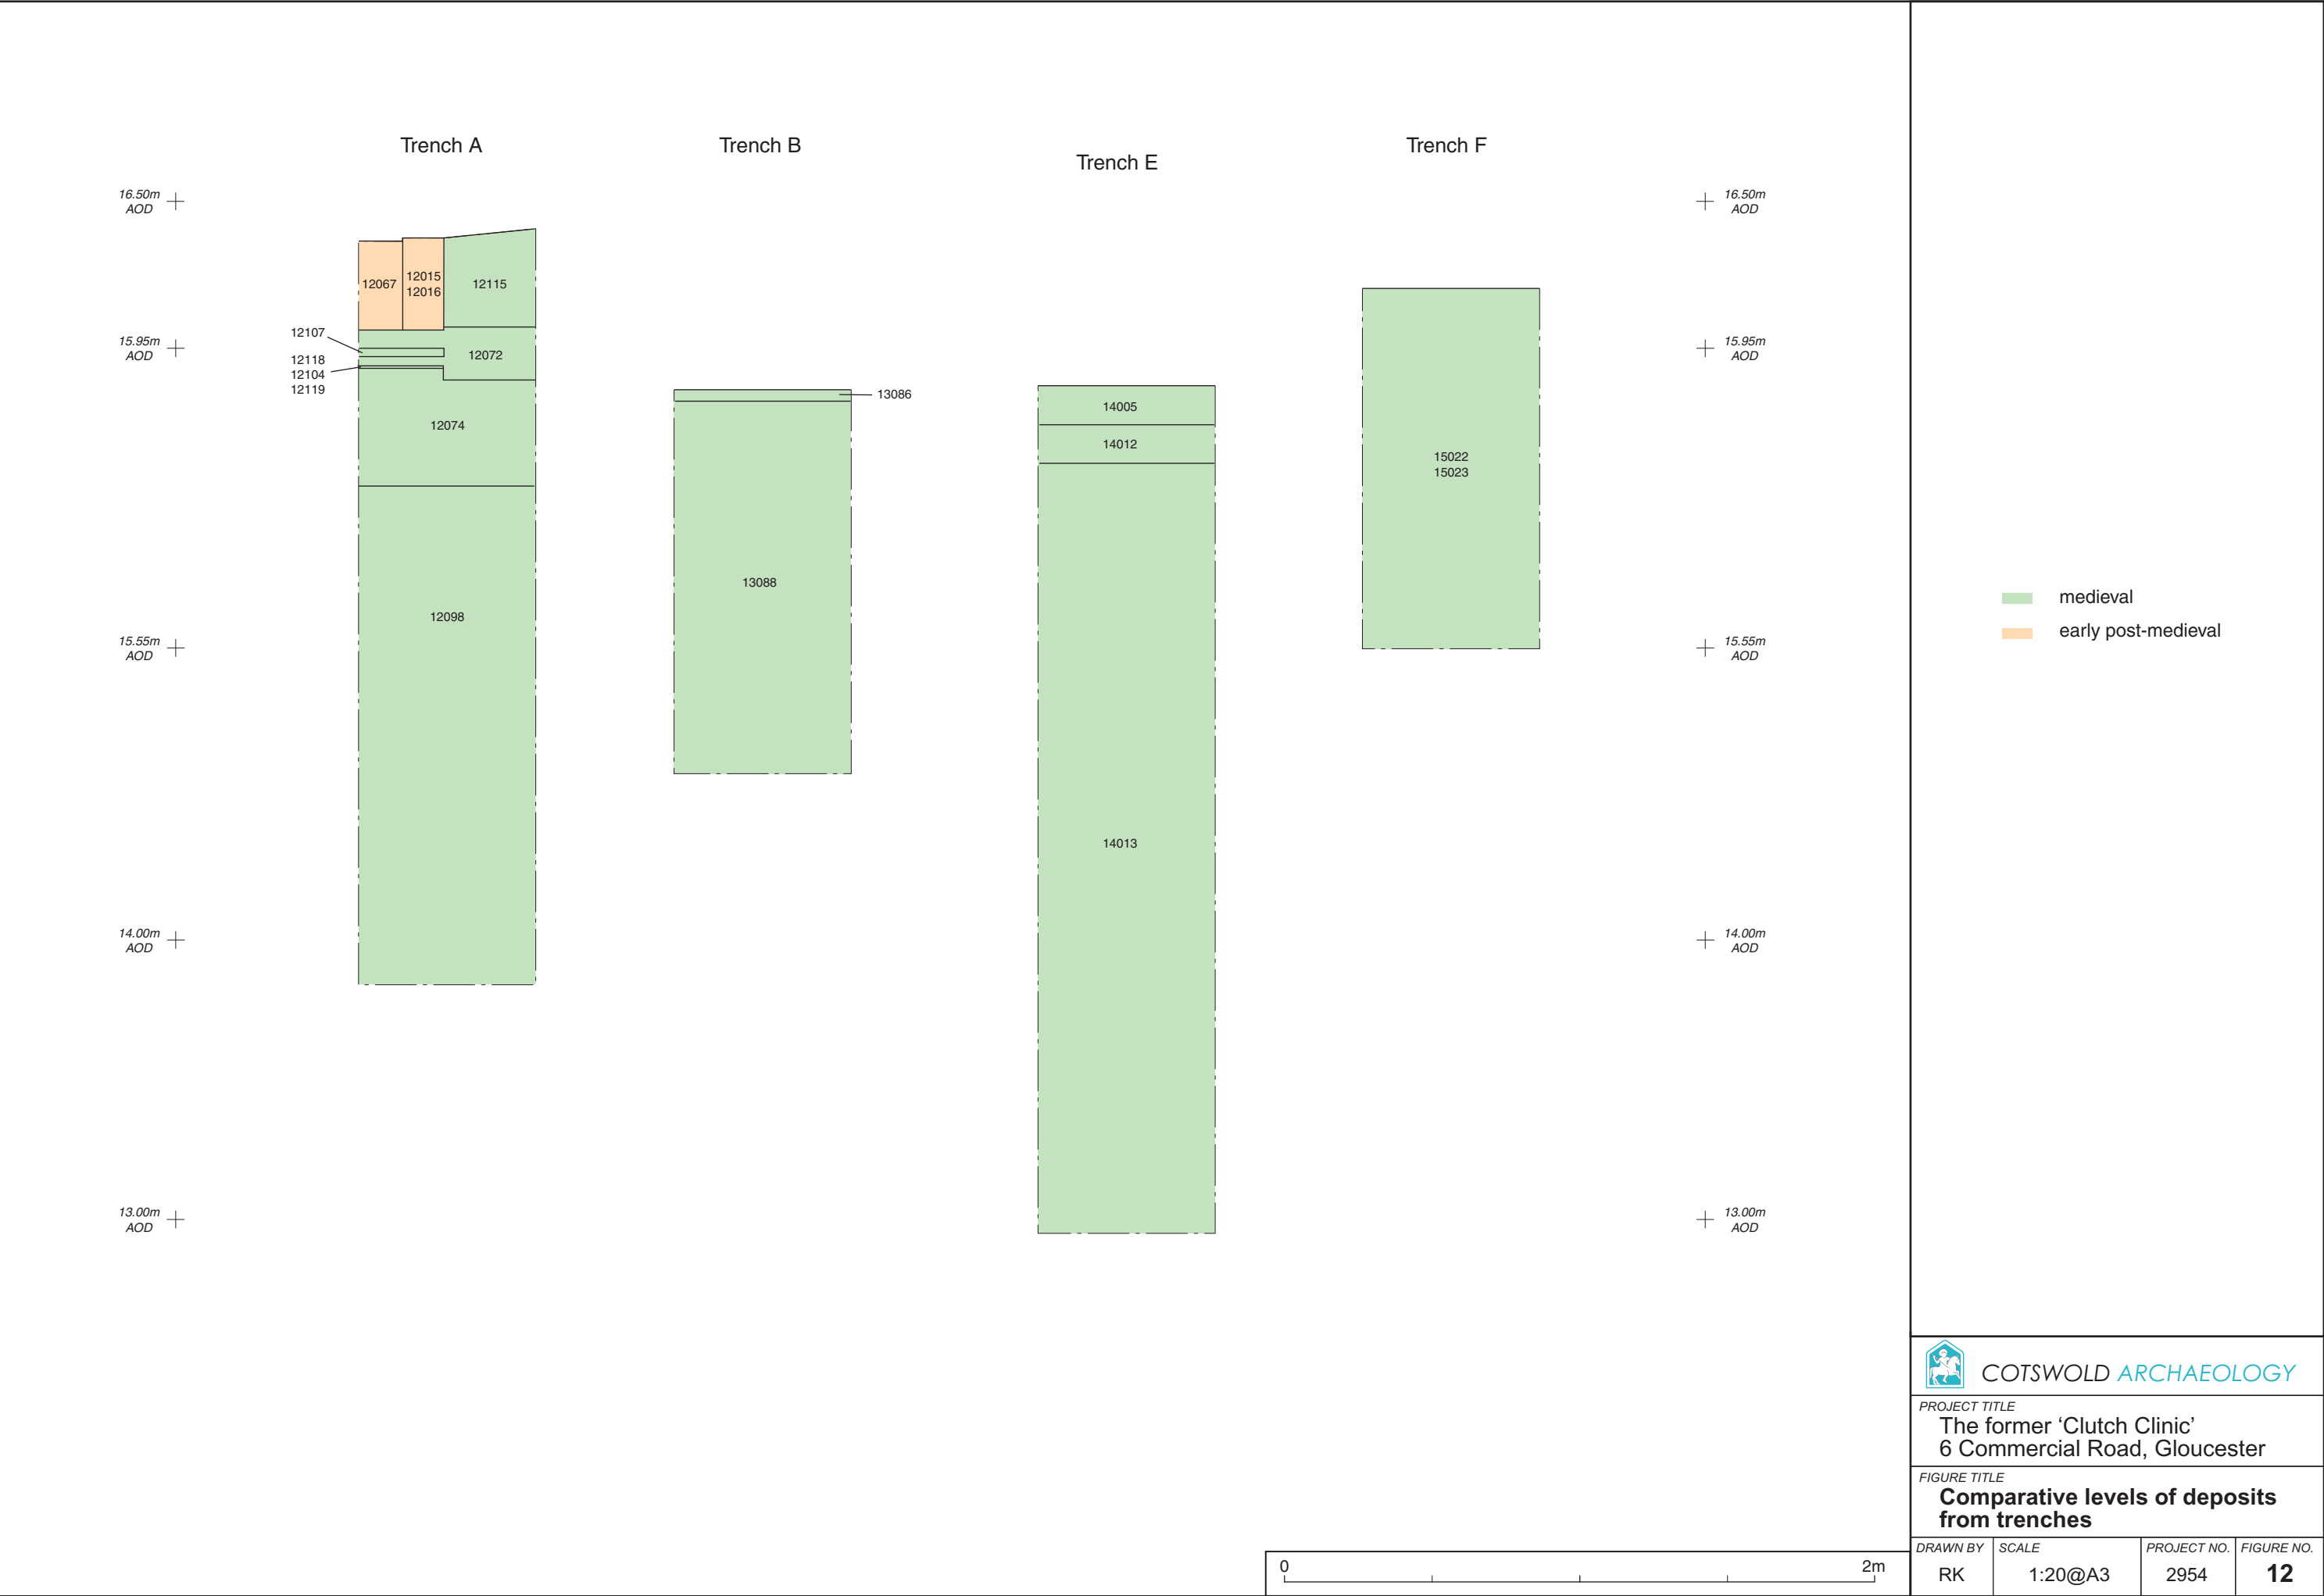 Trench A
Trench B
Trench E
Trench F
16.50m
AOD
16.50m
AOD
12067
12015
12016
12115
12107
15.95m
AOD
15.95m
AOD
12072
12118
12104
12119
13086
14005
12074
14012
15022
15023
13088
12098
15.55m
AOD
15.55m
AOD
14013
14.00m
AOD
14.00m
AOD
13.00m
AOD
13.00m
AOD
medieval
early post-medieval
0 2m
COTSWOLD ARCHAEOLOGY
PROJECT TITLE
The former ‘Clutch Clinic’
6 Commercial Road, Gloucester
FIGURE TITLE
Comparative levels of deposits
from trenches
DRAWN BY SCALE PROJECT NO. FIGURE NO.
RK 1:20@A3 2954 12